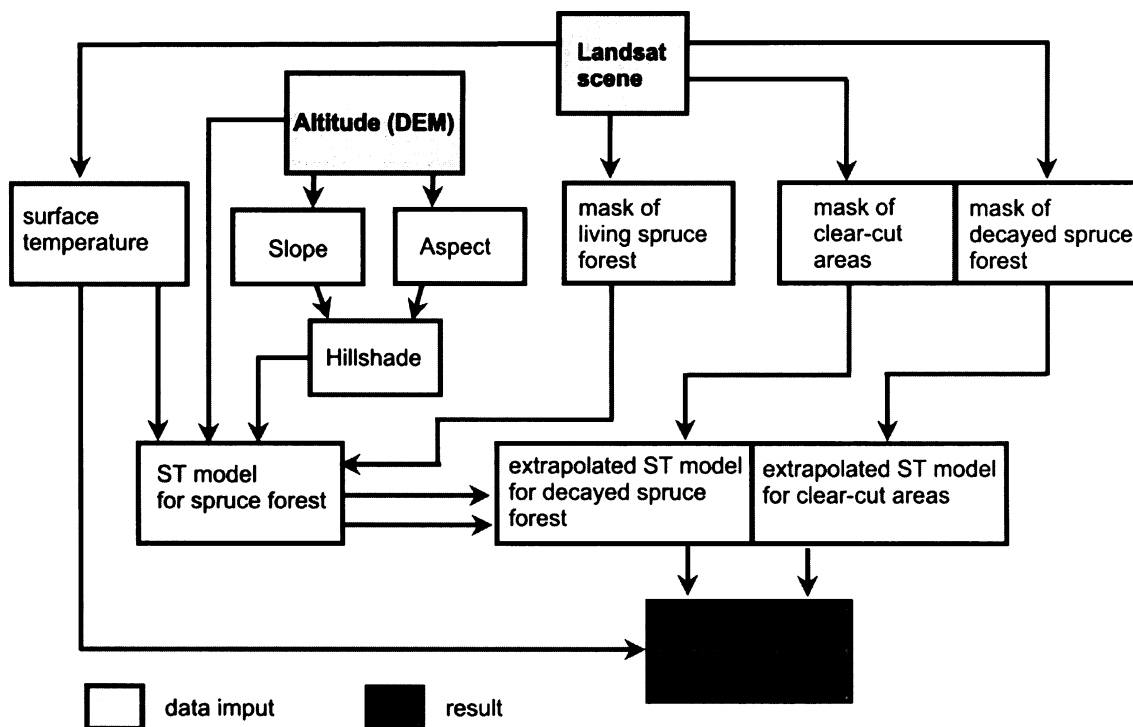 Landsat
scene
Altitude (DEM)
surface
temperature
Slope
Aspect
mask of
living spruce
forest
mask of
clear-cut
areas
mask of
decayed spruce
forest
Hillshade
ST model
for spruce forest
extrapolated ST model
for decayed spruce
forest
extrapolated ST model
for clear-cut areas
data imput
result